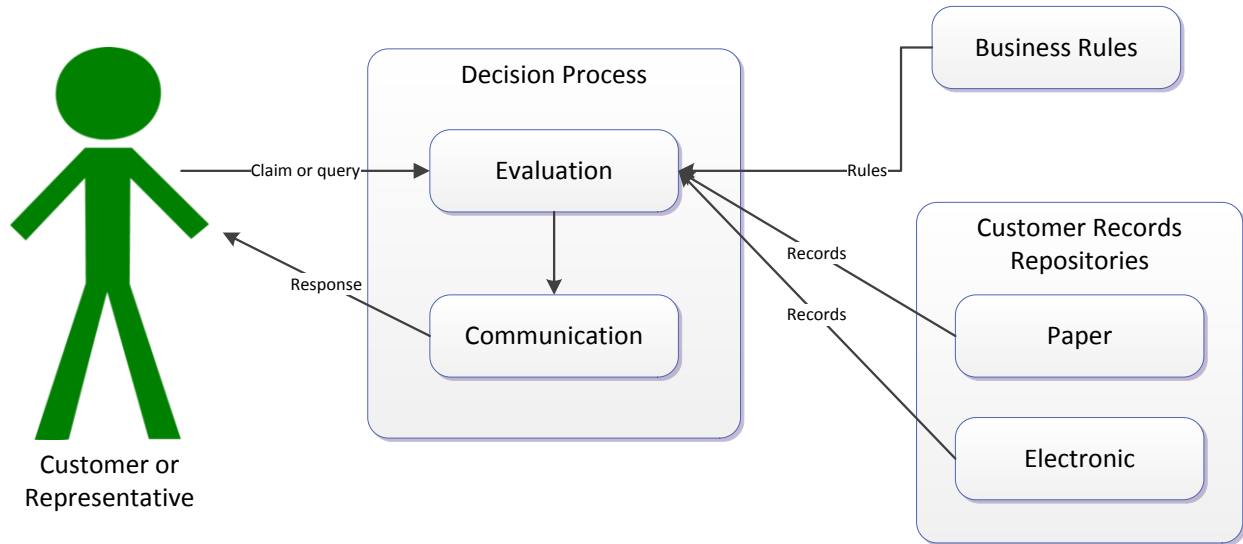 Business Rules
Decision Process
Claim or query
Evaluation
Rules
Customer Records
Repositories
Records
Response
Communication
Records
Paper
Electronic
Customer or
Representative